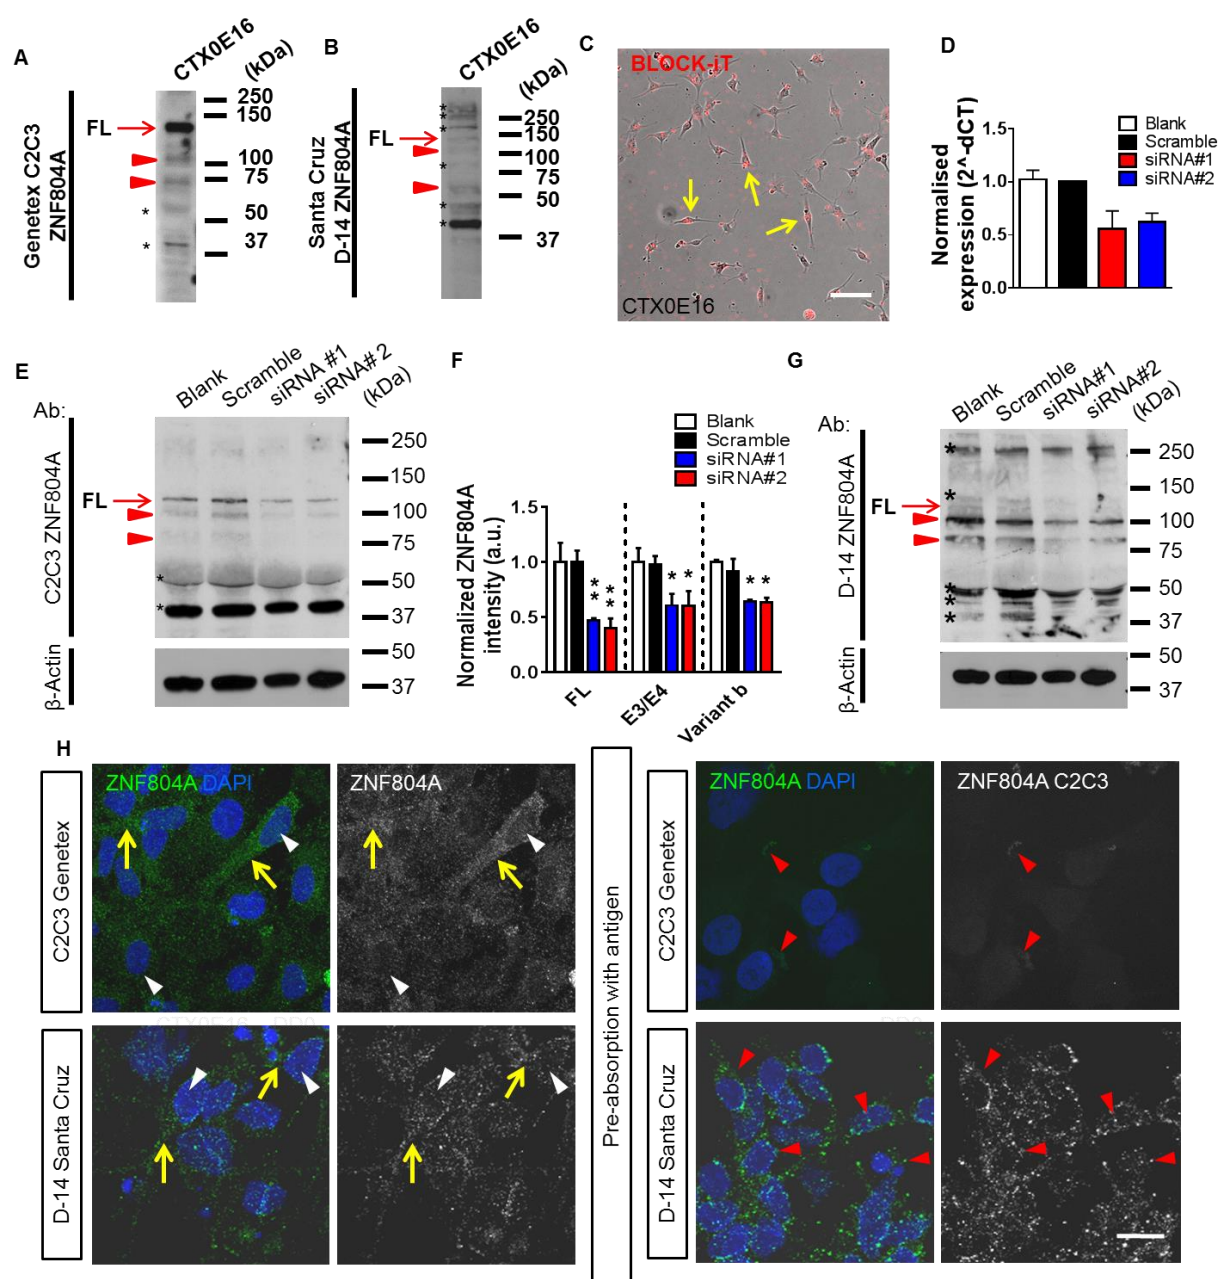 A
CTX0E16
(kDa)
Genetex C2C3
ZNF804A
FL
250
150
100
75
50
37
*
*
B
CTX0E16
(kDa)
Santa Cruz
D-14 ZNF804A
FL
250
150
100
75
50
37
*
*
*
*
*
*
C
BLOCK-iT
CTX0E16
D
Normalised
expression (2^-dCT)
1.5
1.0
0.5
0.0
Blank
Scramble
siRNA#1
siRNA#2
E
Ab:
Blank
Scramble
siRNA #1
siRNA# 2
(kDa)
C2C3 ZNF804A
FL
250
150
100
75
50
37
*
*
β-Actin
50
37
F
Blank
Scramble
siRNA#1
siRNA#2
Normalized ZNF804A
intensity (a.u.)
1.5
1.0
0.5
0.0
* *
* *
*
*
*
*
FL
E3/E4
Variant b
G
Ab:
Blank
Scramble
siRNA#1
siRNA#2
(kDa)
D-14 ZNF804A
FL
250
150
100
75
50
37
*
*
*
*
*
β-Actin
50
37
H
C2C3 Genetex
ZNF804A DAPI
ZNF804A
D-14 Santa Cruz
Pre-absorption with antigen
C2C3 Genetex
ZNF804A DAPI
ZNF804A C2C3
D-14 Santa Cruz